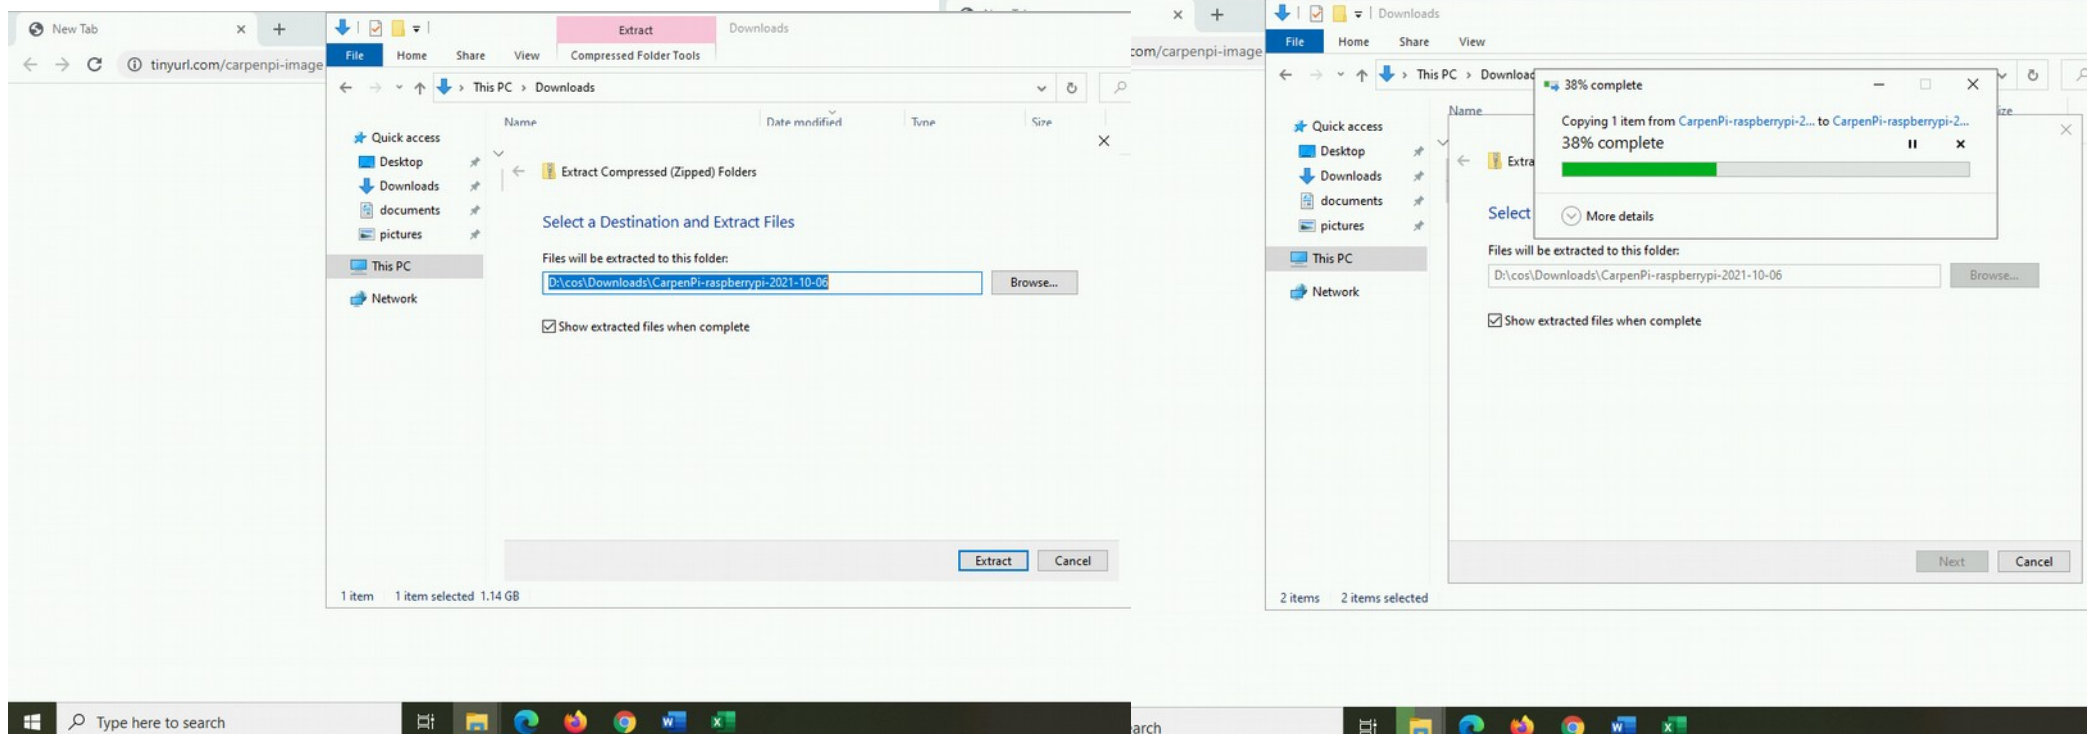 New Tab
tinyurl.com/carpenpi-image
Extract
Downloads
File Home Share View Compressed Folder Tools
This PC > Downloads
Name Date modified Type Size
Quick access
Desktop
Downloads
documents
pictures
This PC
Network
Extract Compressed (Zipped) Folders
Select a Destination and Extract Files
Files will be extracted to this folder:
D:\cos\Downloads\CarpenPi-raspberrypi-2021-10-06
Browse...
Show extracted files when complete
Extract Cancel
1 item 1 item selected 1.14 GB
Type here to search
com/carpenpi-image
Downloads
File Home Share View
This PC > Downloac
Name ize
Quick access
Desktop
Downloads
documents
pictures
This PC
Network
38% complete
Copying 1 item from CarpenPi-raspberrypi-2... to CarpenPi-raspberrypi-2...
38% complete
More details
Extra
Select
Files will be extracted to this folder:
D:\cos\Downloads\CarpenPi-raspberrypi-2021-10-06
Browse...
Show extracted files when complete
Next Cancel
2 items 2 items selected
arch